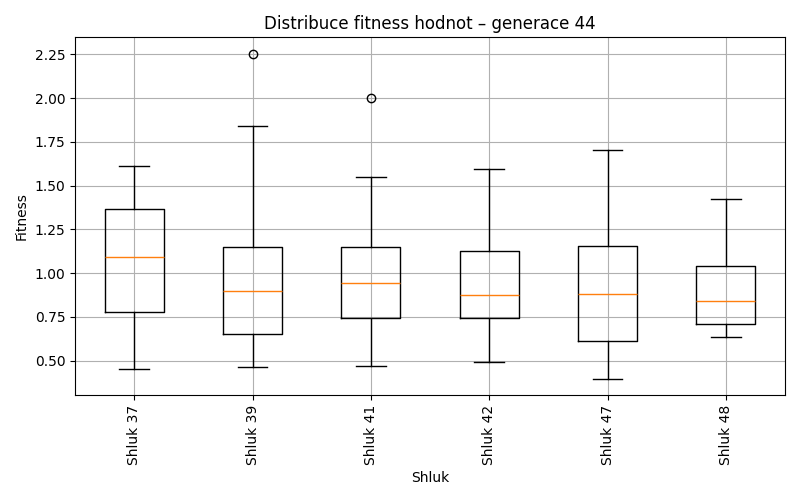 Distribuce fitness hodnot – generace 44
Fitness
2.25
2.00
1.75
1.50
1.25
1.00
0.75
0.50
Shluk 37
Shluk 39
Shluk 41
Shluk 42
Shluk 47
Shluk 48
Shluk